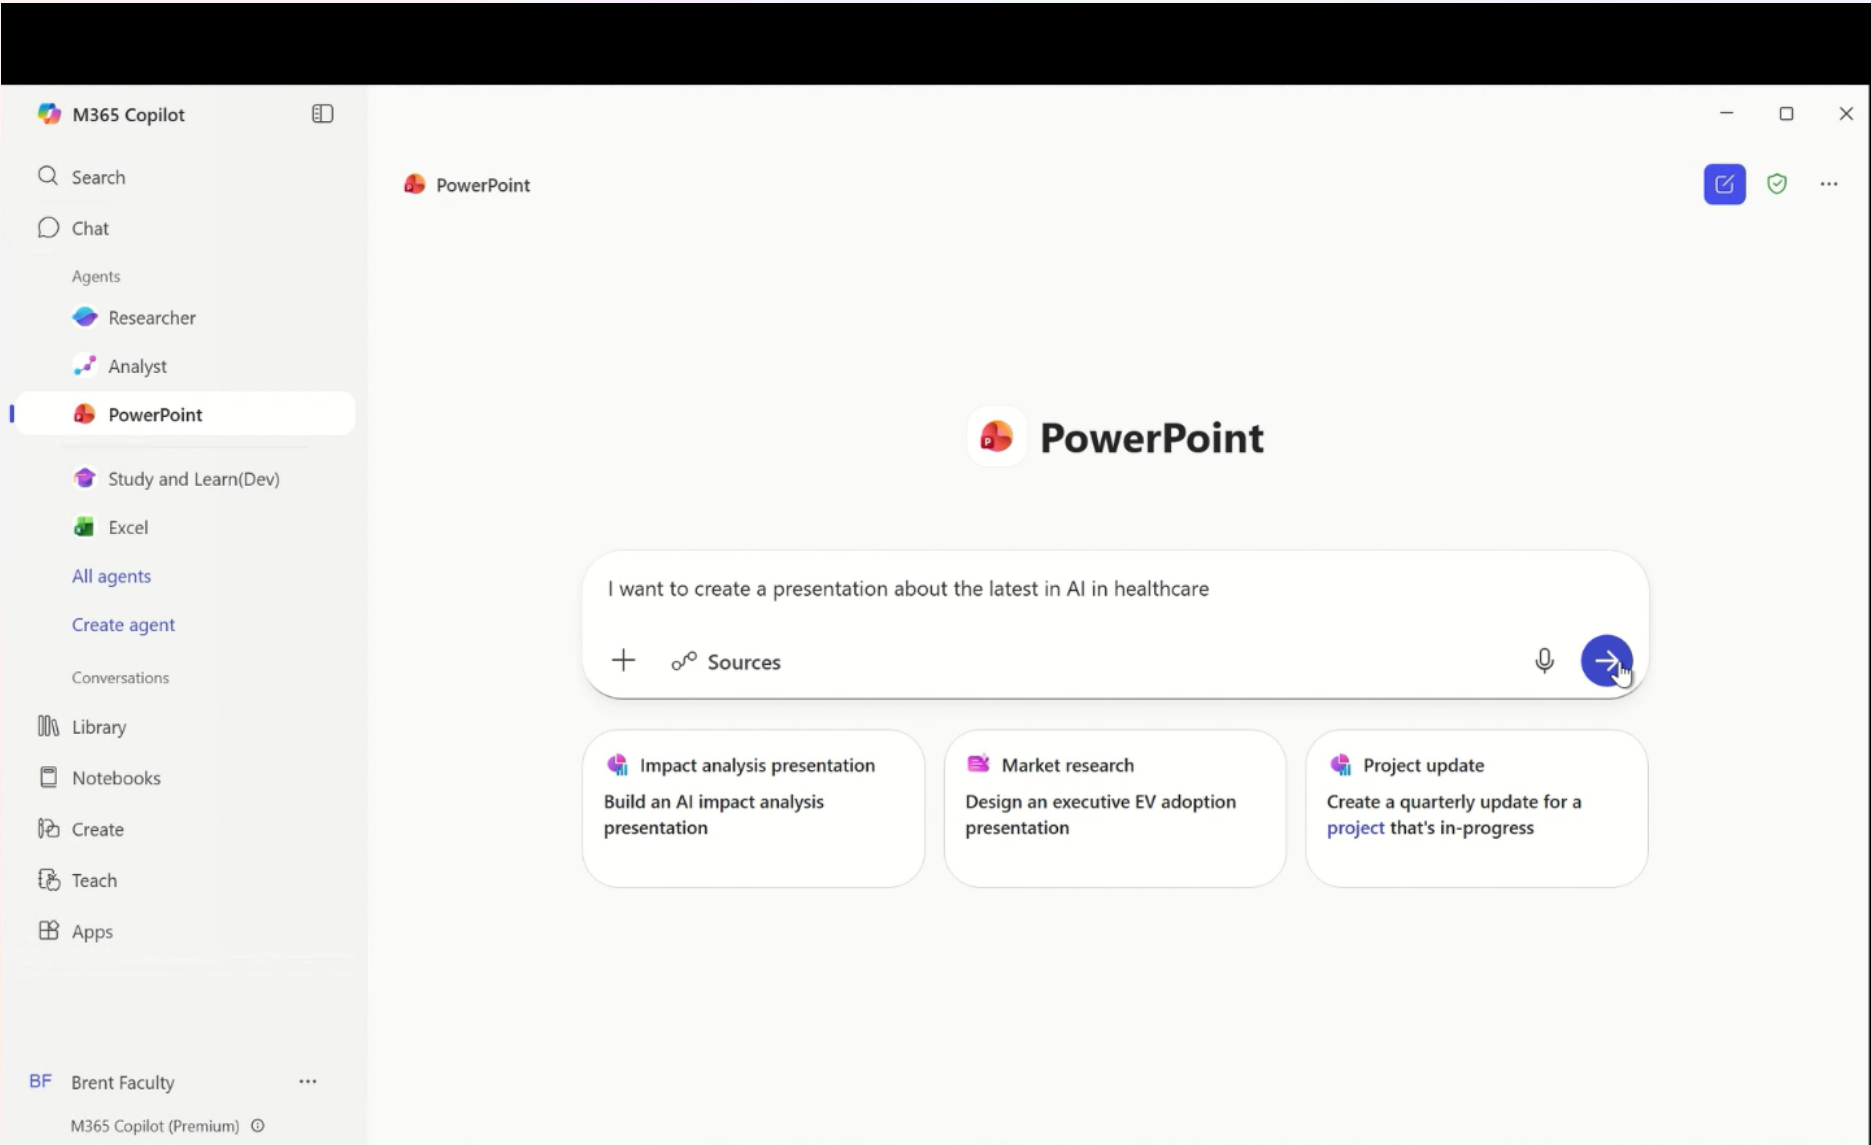 M365 Copilot
Search
Chat
Agents
Researcher
Analyst
PowerPoint
Study and Learn(Dev)
Excel
All agents
Create agent
Conversations
Library
Notebooks
Create
Teach
Apps
BF Brent Faculty
M365 Copilot (Premium)
PowerPoint
PowerPoint
I want to create a presentation about the latest in AI in healthcare
Sources
Impact analysis presentation
Build an AI impact analysis
presentation
Market research
Design an executive EV adoption
presentation
Project update
Create a quarterly update for a
project that's in-progress